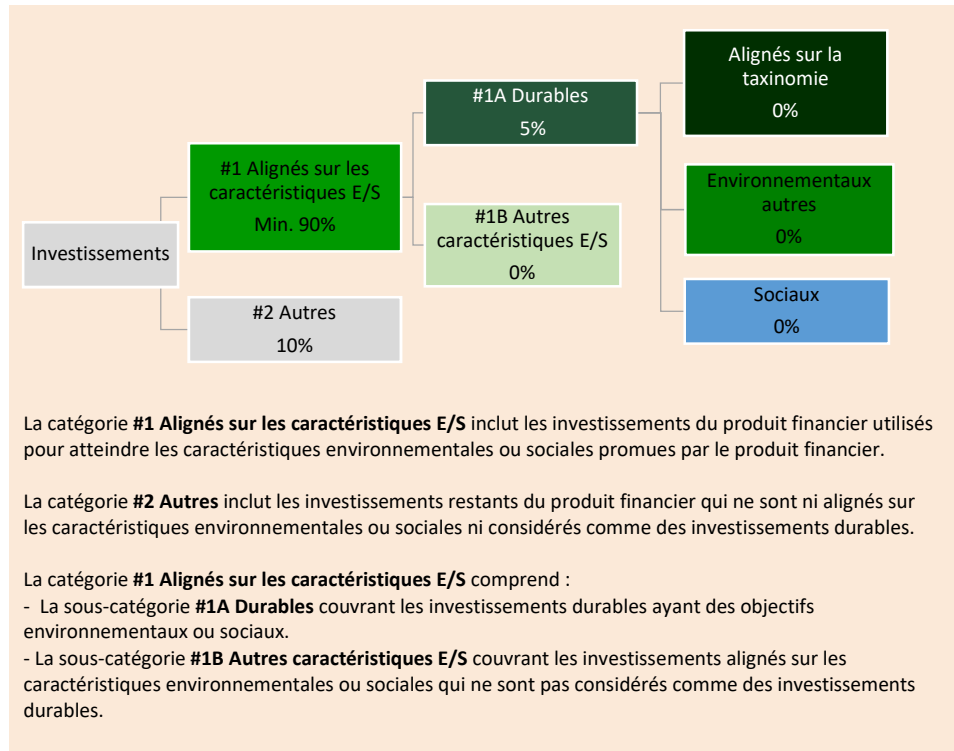 Investissements
#1 Alignés sur les
caractéristiques E/S
Min. 90%
#2 Autres
10%
#1A Durables
5%
#1B Autres
caractéristiques E/S
0%
Alignés sur la
taxinomie
0%
Environnementaux
autres
0%
Sociaux
0%
La catégorie #1 Alignés sur les caractéristiques E/S inclut les investissements du produit financier utilisés
pour atteindre les caractéristiques environnementales ou sociales promues par le produit financier.
La catégorie #2 Autres inclut les investissements restants du produit financier qui ne sont ni alignés sur
les caractéristiques environnementales ou sociales ni considérés comme des investissements durables.
La catégorie #1 Alignés sur les caractéristiques E/S comprend :
- La sous-catégorie #1A Durables couvrant les investissements durables ayant des objectifs
environnementaux ou sociaux.
- La sous-catégorie #1B Autres caractéristiques E/S couvrant les investissements alignés sur les
caractéristiques environnementales ou sociales qui ne sont pas considérés comme des investissements
durables.